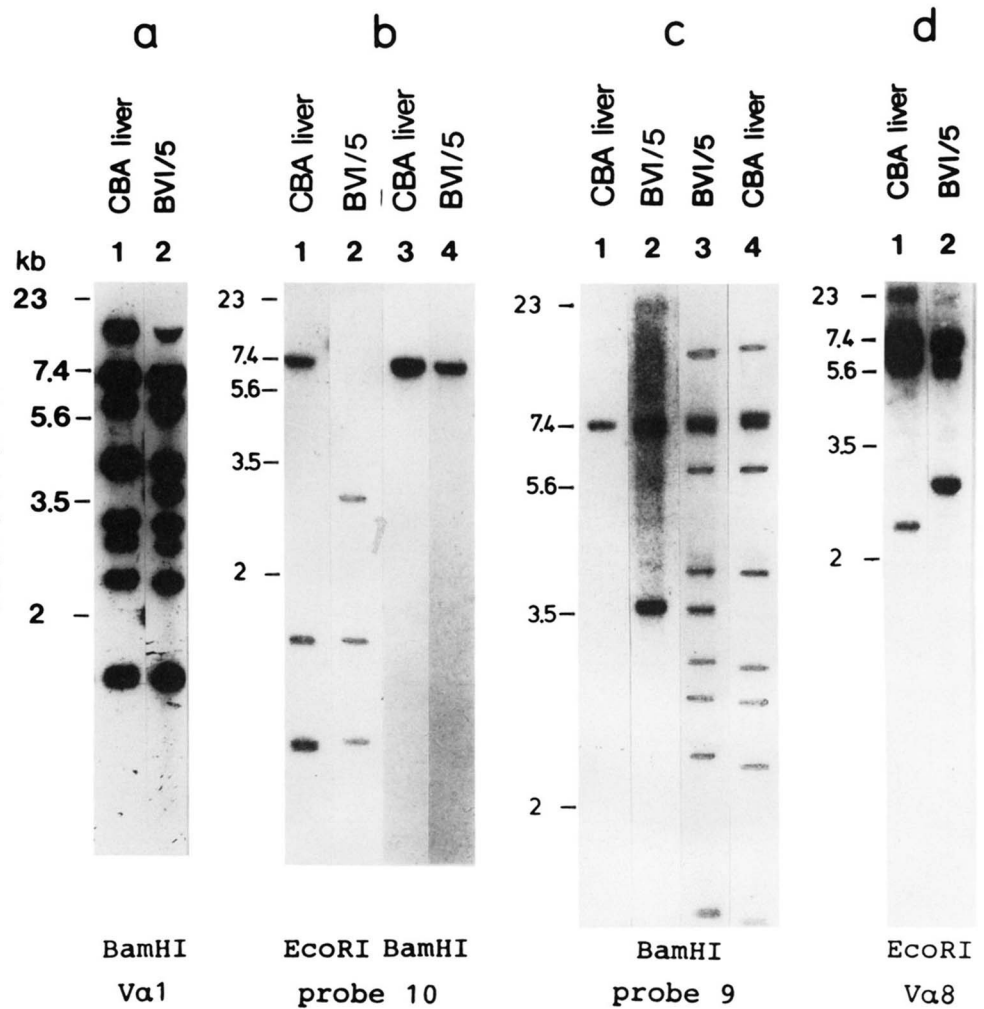 a b c d
CBA liver BVI/5 CBA liver BVI/5 CBA liver BVI/5 CBA liver BVI/5 BVI/5 CBA liver CBA liver BVI/5
1 2 1 2 3 4 1 2 3 4 1 2
kb
23 – 23 – 23 – 23 –
7.4 – 7.4 – 7.4 – 7.4 –
5.6 – 5.6 – 5.6 – 5.6 –
3.5 – 3.5 – 3.5 – 3.5 –
2 – 2 – 2 – 2 –
BamHI EcoRI BamHI BamHI EcoRI
Vα1 probe 10 probe 9 Vα8